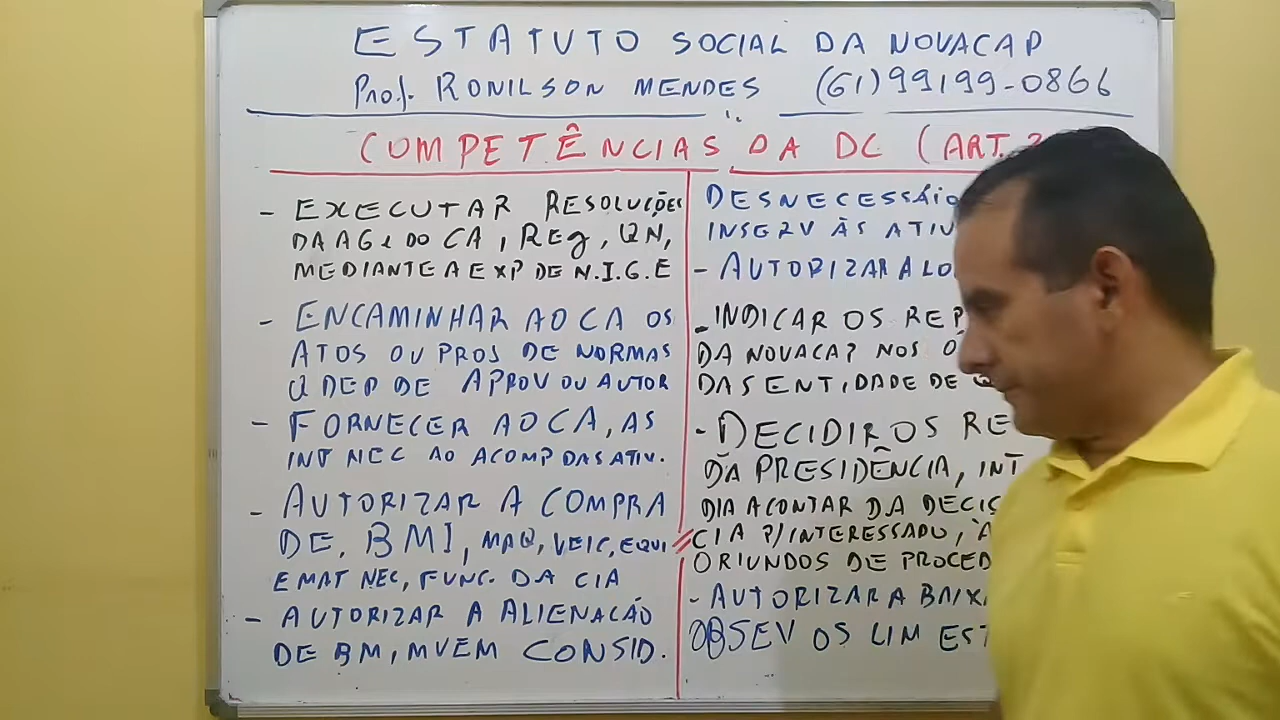 ESTATUTO SOCIAL DA NOVACAP
Prof. RONILSON MENDES (61)99199-0866
COMPETÊNCIAS DA DC (ART.
- EXECUTAR RESOLUÇÕES
DA AG e DO CA, REg, QN,
MEDIANTE A EXP DE N.I.G.E
- ENCAMINHAR AO CA OS
ATOS OU PROS DE NORMAS
Q DEP DE APROV OU AUTOR
- FORNECER AO CA, AS
INF NEC AO ACOMP DAS ATIV.
- AUTORIZAR A COMPRA
DE, BMI, MAQ, VEIC, EQUI
E MAT NEC, FUNC. DA CIA
- AUTORIZAR A ALIENAÇÃO
DE BM, MVEM CONSID.
DESNECESSÁRIO
INSERV ÀS ATIV
- AUTORIZAR A LO
- INDICAR OS REP
DA NOVACAP NOS Ó
DAS ENTIDADE DE Q
- DECIDIR OS RE
DA PRESIDÊNCIA, INT
DIA A CONTAR DA DECIS
CIA P/INTERESSADO,
ORIUNDOS DE PROCED
- AUTORIZAR A BAIXA
OBSEV OS LIM EST